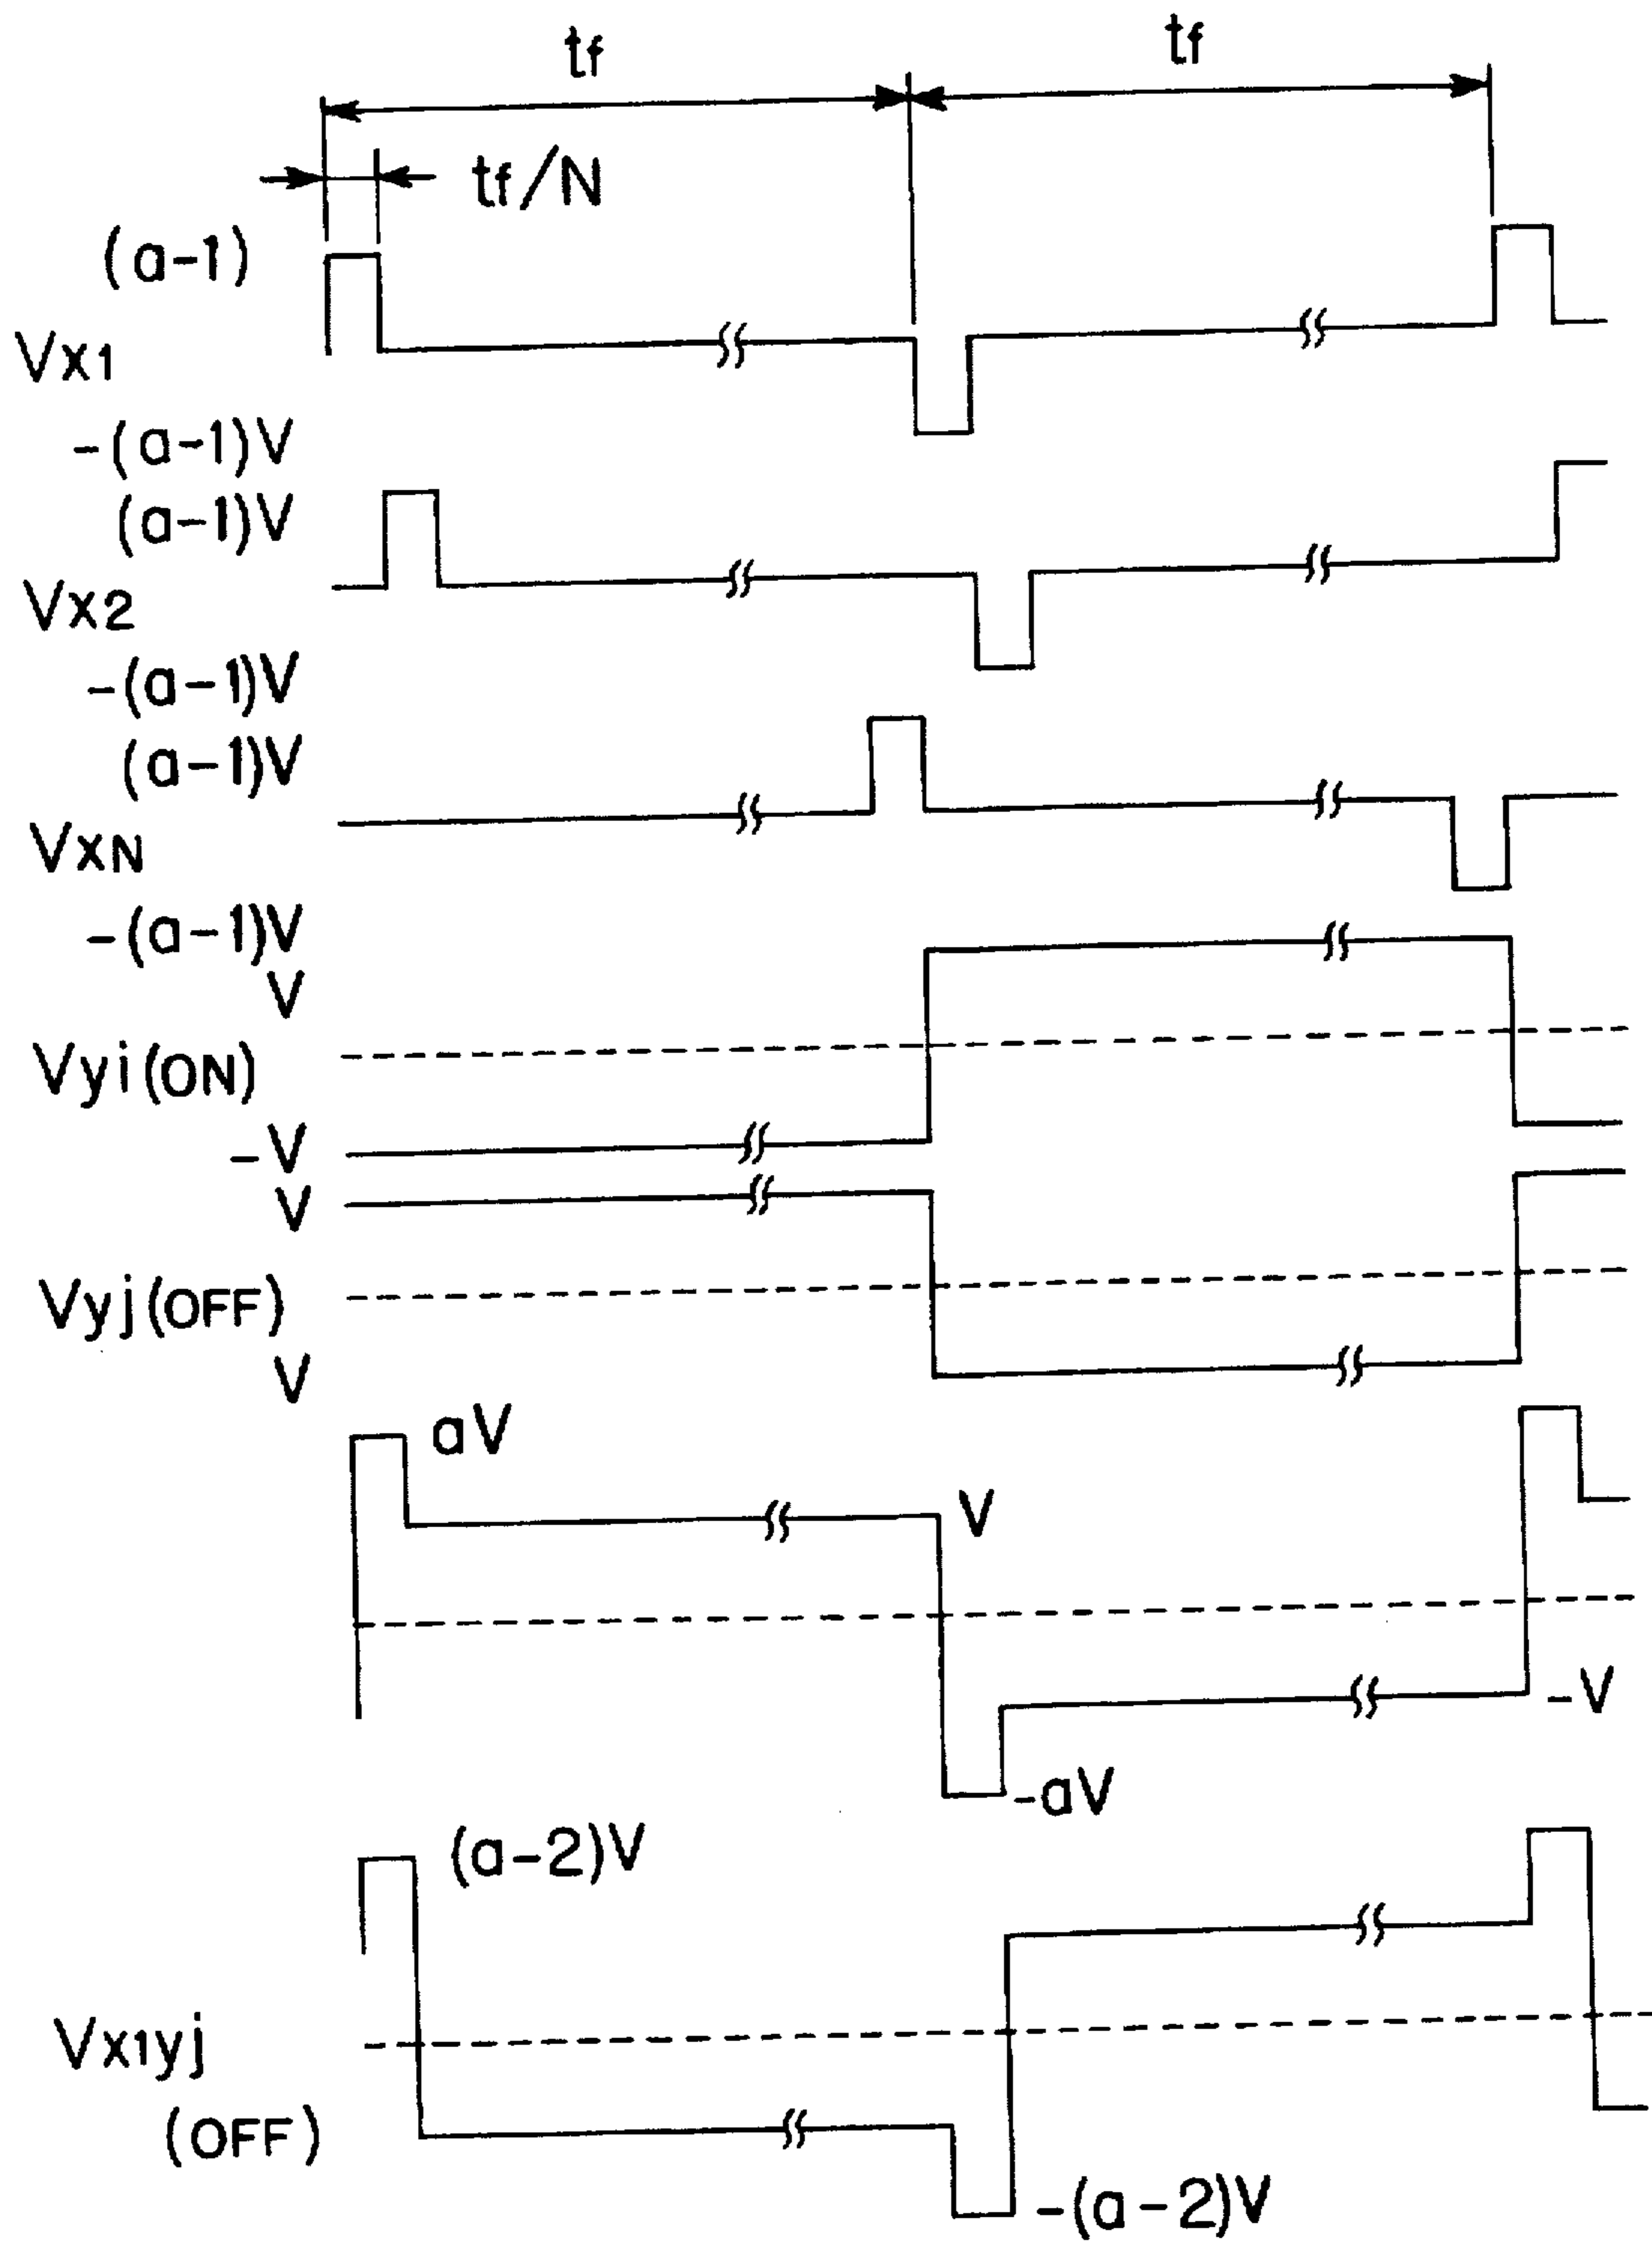 tf
tf
tf/N
(a-1)
Vx1
-(a-1)V
(a-1)V
Vx2
-(a-1)V
(a-1)V
VxN
-(a-1)V
V
Vyi(ON)
-V
V
Vyj(OFF)
V
aV
V
-V
-aV
(a-2)V
Vx1yj
(OFF)
-(a-2)V